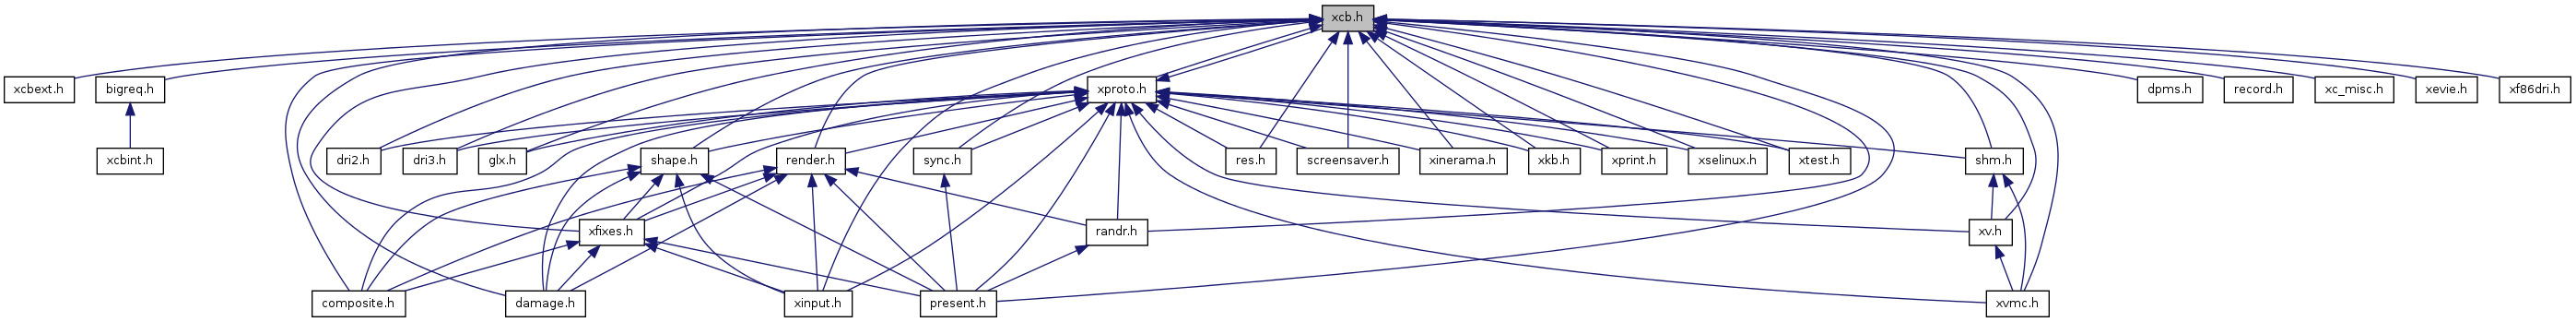 xcb.h
xcbext.h
bigreq.h
xproto.h
dpms.h
record.h
xc_misc.h
xevie.h
xf86dri.h
xcbint.h
dri2.h
dri3.h
glx.h
shape.h
render.h
sync.h
res.h
screensaver.h
xinerama.h
xkb.h
xprint.h
xselinux.h
xtest.h
shm.h
xfixes.h
randr.h
xv.h
composite.h
damage.h
xinput.h
present.h
xvmc.h